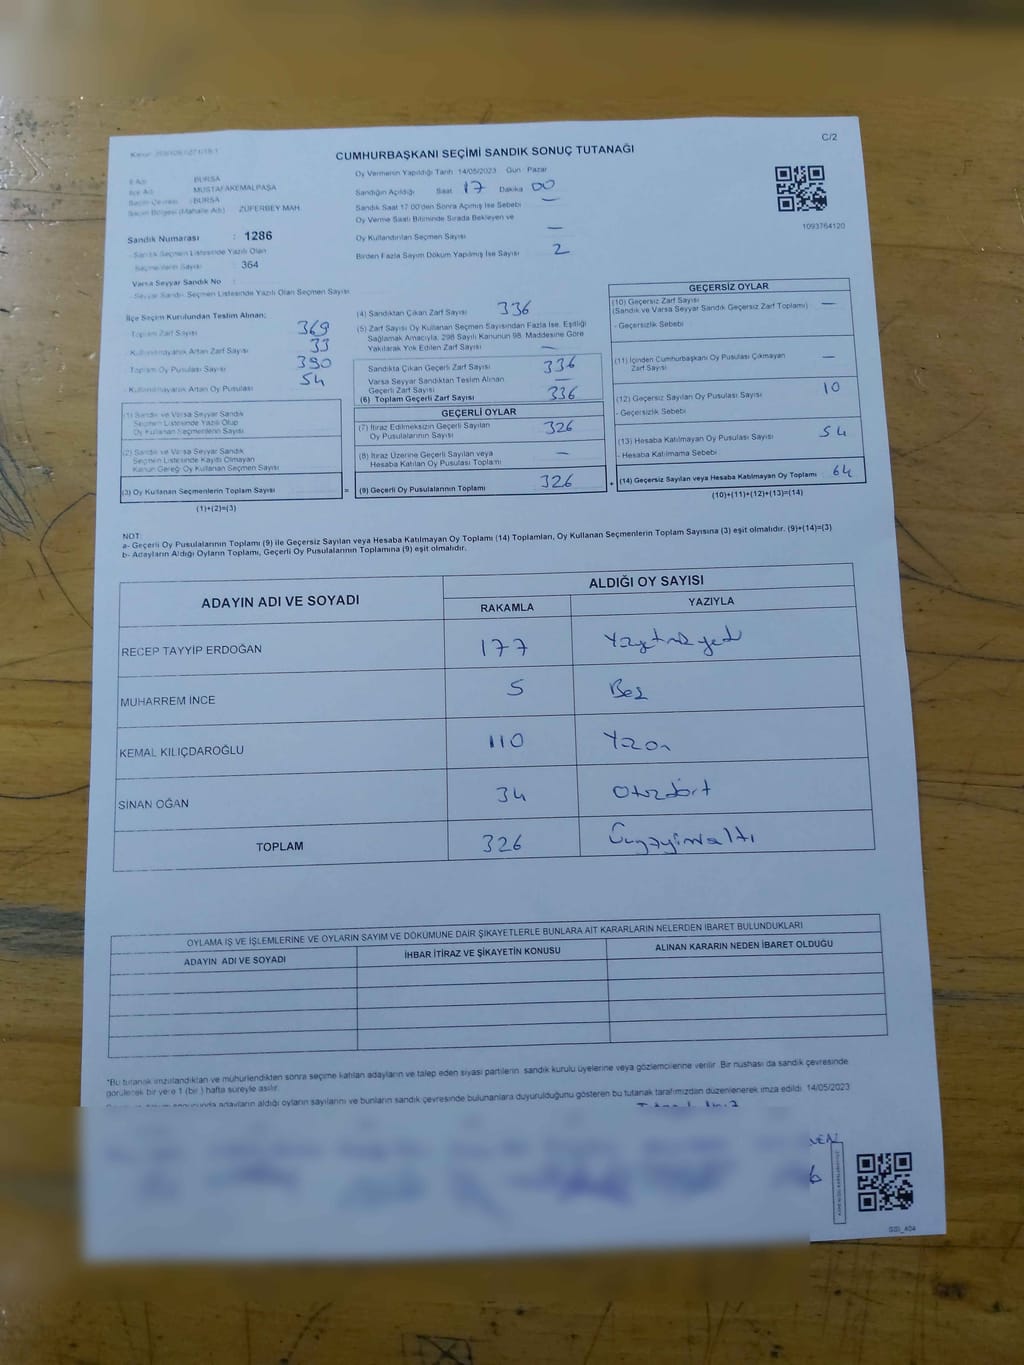 C/2
CUMHURBAŞKANI SEÇİMİ SANDIK SONUÇ TUTANAĞI
İli Adı : BURSA
İlçe Adı : MUSTAFAKEMALPAŞA
Seçim Çevresi : BURSA
Seçim Bölgesi (Mahalle Adı) : ZÜFERBEY MAH.
Sandık Numarası : 1286
- Sandık Seçmen Listesinde Yazılı Olan
Seçmenlerin Sayısı : 364
Varsa Seyyar Sandık No :
- Seyyar Sandık Seçmen Listesinde Yazılı Olan Seçmen Sayısı
Oy Vermenin Yapıldığı Tarih 14/05/2023 Gün Pazar
Sandığın Açıldığı Saat 17 Dakika 00
Sandık Saat 17.00'den Sonra Açılmış İse Sebebi —
Oy Verme Saati Bitiminde Sırada Bekleyen ve
Oy Kullandırılan Seçmen Sayısı —
Birden Fazla Sayım Döküm Yapılmış İse Sayısı 2
1093764120
İlçe Seçim Kurulundan Teslim Alınan;
Toplam Zarf Sayısı 369
Kullanılmayarak Artan Zarf Sayısı 33
Toplam Oy Pusulası Sayısı 390
- Kullanılmayarak Artan Oy Pusulası 54
(1) Sandık ve Varsa Seyyar Sandık
Seçmen Listesinde Yazılı Olup
Oy Kullanan Seçmenlerin Sayısı
(2) Sandık ve Varsa Seyyar Sandık
Seçmen Listesinde Kayıtlı Olmayan
Kanun Gereği Oy Kullanan Seçmen Sayısı
(3) Oy Kullanan Seçmenlerin Toplam Sayısı =
(1)+(2)=(3)
(4) Sandıktan Çıkan Zarf Sayısı 336
(5) Zarf Sayısı Oy Kullanan Seçmen Sayısından Fazla İse, Eşitliği
Sağlamak Amacıyla, 298 Sayılı Kanunun 98. Maddesine Göre
Yakılarak Yok Edilen Zarf Sayısı —
Sandıkta Çıkan Geçerli Zarf Sayısı 336
Varsa Seyyar Sandıktan Teslim Alınan
Geçerli Zarf Sayısı —
(6) Toplam Geçerli Zarf Sayısı 336
GEÇERLİ OYLAR
(7) İtiraz Edilmeksizin Geçerli Sayılan
Oy Pusulalarının Sayısı 326
(8) İtiraz Üzerine Geçerli Sayılan veya
Hesaba Katılan Oy Pusulası Toplamı —
(9) Geçerli Oy Pusulalarının Toplamı 326 +
GEÇERSİZ OYLAR
(10) Geçersiz Zarf Sayısı —
(Sandık ve Varsa Seyyar Sandık Geçersiz Zarf Toplamı)
- Geçersizlik Sebebi
(11) İçinden Cumhurbaşkanı Oy Pusulası Çıkmayan
Zarf Sayısı —
(12) Geçersiz Sayılan Oy Pusulası Sayısı 10
- Geçersizlik Sebebi
(13) Hesaba Katılmayan Oy Pusulası Sayısı 54
- Hesaba Katılmama Sebebi
(14) Geçersiz Sayılan veya Hesaba Katılmayan Oy Toplamı 64
(10)+(11)+(12)+(13)=(14)
NOT:
a- Geçerli Oy Pusulalarının Toplamı (9) ile Geçersiz Sayılan veya Hesaba Katılmayan Oy Toplamı (14) Toplamları, Oy Kullanan Seçmenlerin Toplam Sayısına (3) eşit olmalıdır. (9)+(14)=(3)
b- Adayların Aldığı Oyların Toplamı, Geçerli Oy Pusulalarının Toplamına (9) eşit olmalıdır.
ADAYIN ADI VE SOYADI ALDIĞI OY SAYISI
RAKAMLA YAZIYLA
RECEP TAYYİP ERDOĞAN 177 Yüzyetmişyedi
MUHARREM İNCE 5 Beş
KEMAL KILIÇDAROĞLU 110 Yüzon
SİNAN OĞAN 34 Otuzdört
TOPLAM 326 Üçyüzyirmialtı
OYLAMA İŞ VE İŞLEMLERİNE VE OYLARIN SAYIM VE DÖKÜMÜNE DAİR ŞİKAYETLERLE BUNLARA AİT KARARLARIN NELERDEN İBARET BULUNDUKLARI
ADAYIN ADI VE SOYADI İHBAR İTİRAZ VE ŞİKAYETİN KONUSU ALINAN KARARIN NEDEN İBARET OLDUĞU
*Bu tutanak imzalandıktan ve mühürlendikten sonra seçime katılan adayların ve talep eden siyasi partilerin sandık kurulu üyelerine veya gözlemcilerine verilir. Bir nüshası da sandık çevresinde
görülecek bir yere 1 (bir) hafta süreyle asılır.
adayların aldığı oyların sayılarını ve bunların sandık çevresinde bulunanlara duyurulduğunu gösteren bu tutanak tarafımızdan düzenlenerek imza edildi. 14/05/2023